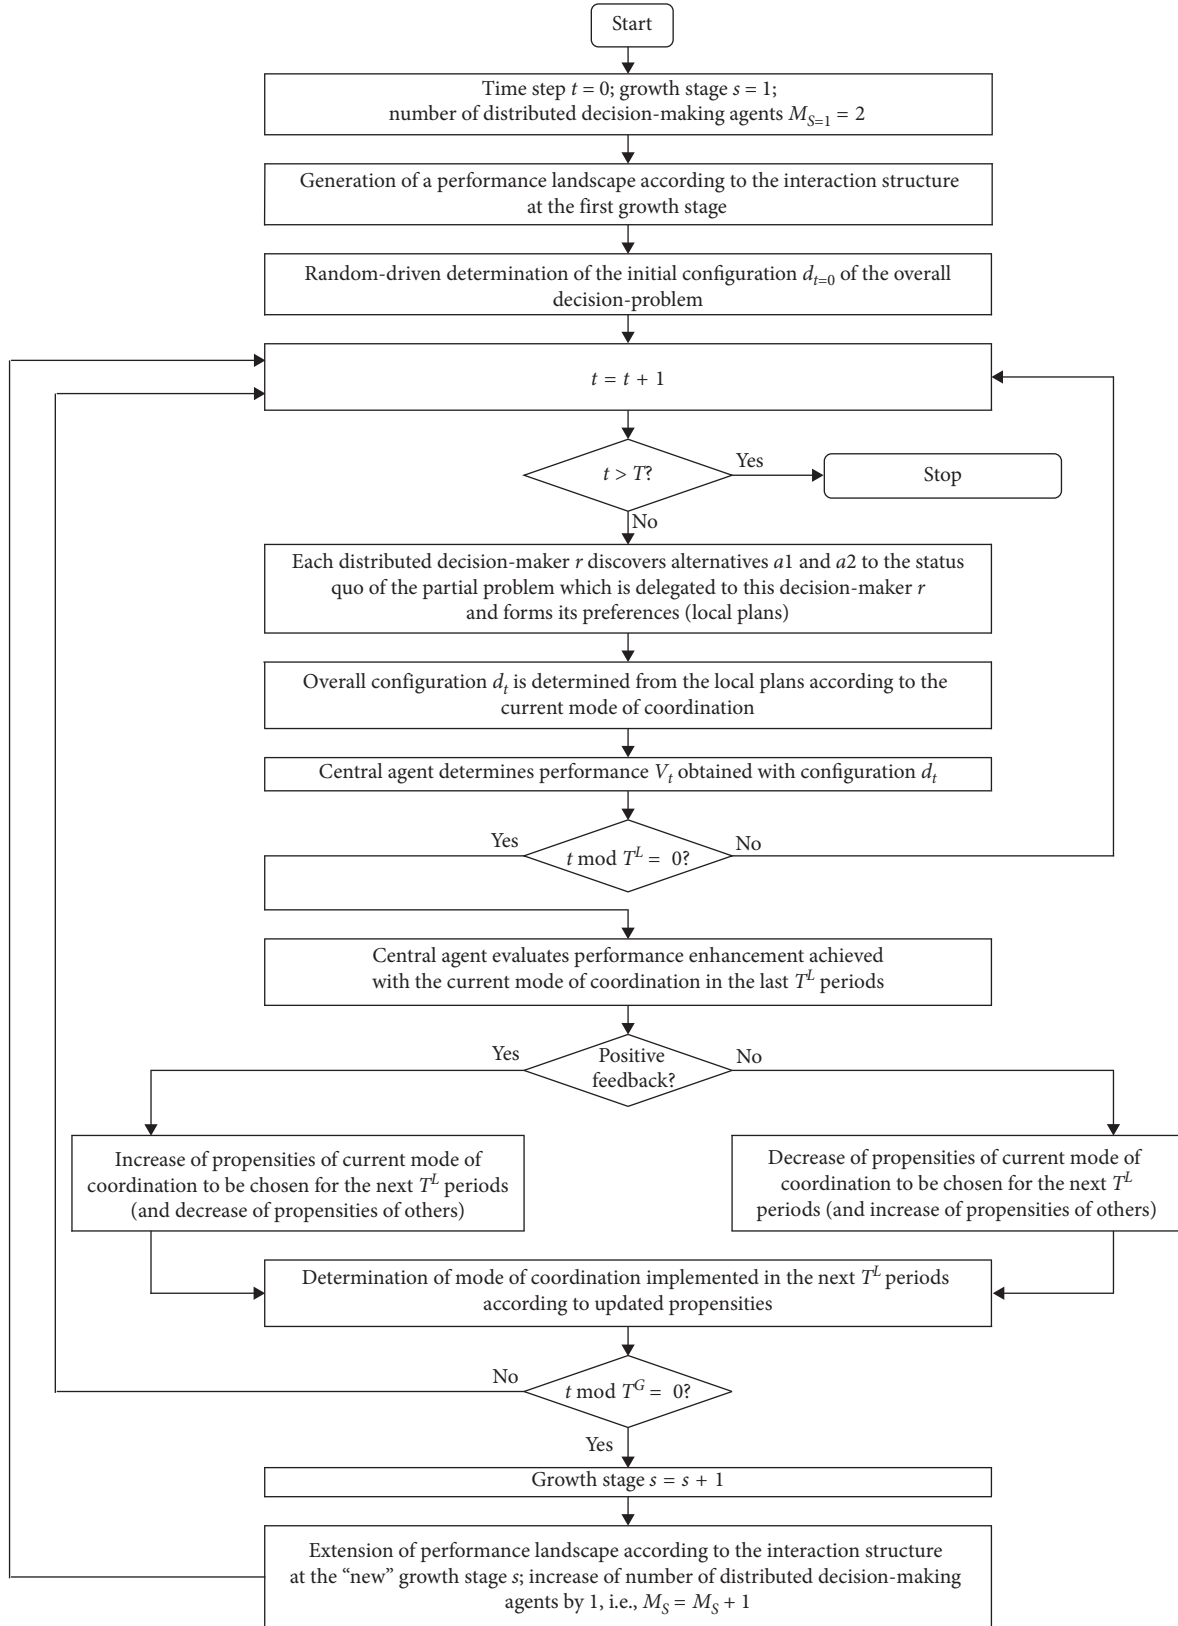 Start
Time step t = 0; growth stage s = 1;
number of distributed decision-making agents M_{S=1} = 2
Generation of a performance landscape according to the interaction structure
at the first growth stage
Random-driven determination of the initial configuration d_{t=0} of the overall
decision-problem
t = t + 1
t > T?
Yes
Stop
No
Each distributed decision-maker r discovers alternatives a1 and a2 to the status
quo of the partial problem which is delegated to this decision-maker r
and forms its preferences (local plans)
Overall configuration d_t is determined from the local plans according to the
current mode of coordination
Central agent determines performance V_t obtained with configuration d_t
Yes
t mod T^L = 0?
No
Central agent evaluates performance enhancement achieved
with the current mode of coordination in the last T^L periods
Yes
Positive
feedback?
No
Increase of propensities of current mode of
coordination to be chosen for the next T^L periods
(and decrease of propensities of others)
Decrease of propensities of current mode of
coordination to be chosen for the next T^L
periods (and increase of propensities of others)
Determination of mode of coordination implemented in the next T^L periods
according to updated propensities
No
t mod T^G = 0?
Yes
Growth stage s = s + 1
Extension of performance landscape according to the interaction structure
at the “new” growth stage s; increase of number of distributed decision-making
agents by 1, i.e., M_S = M_S + 1